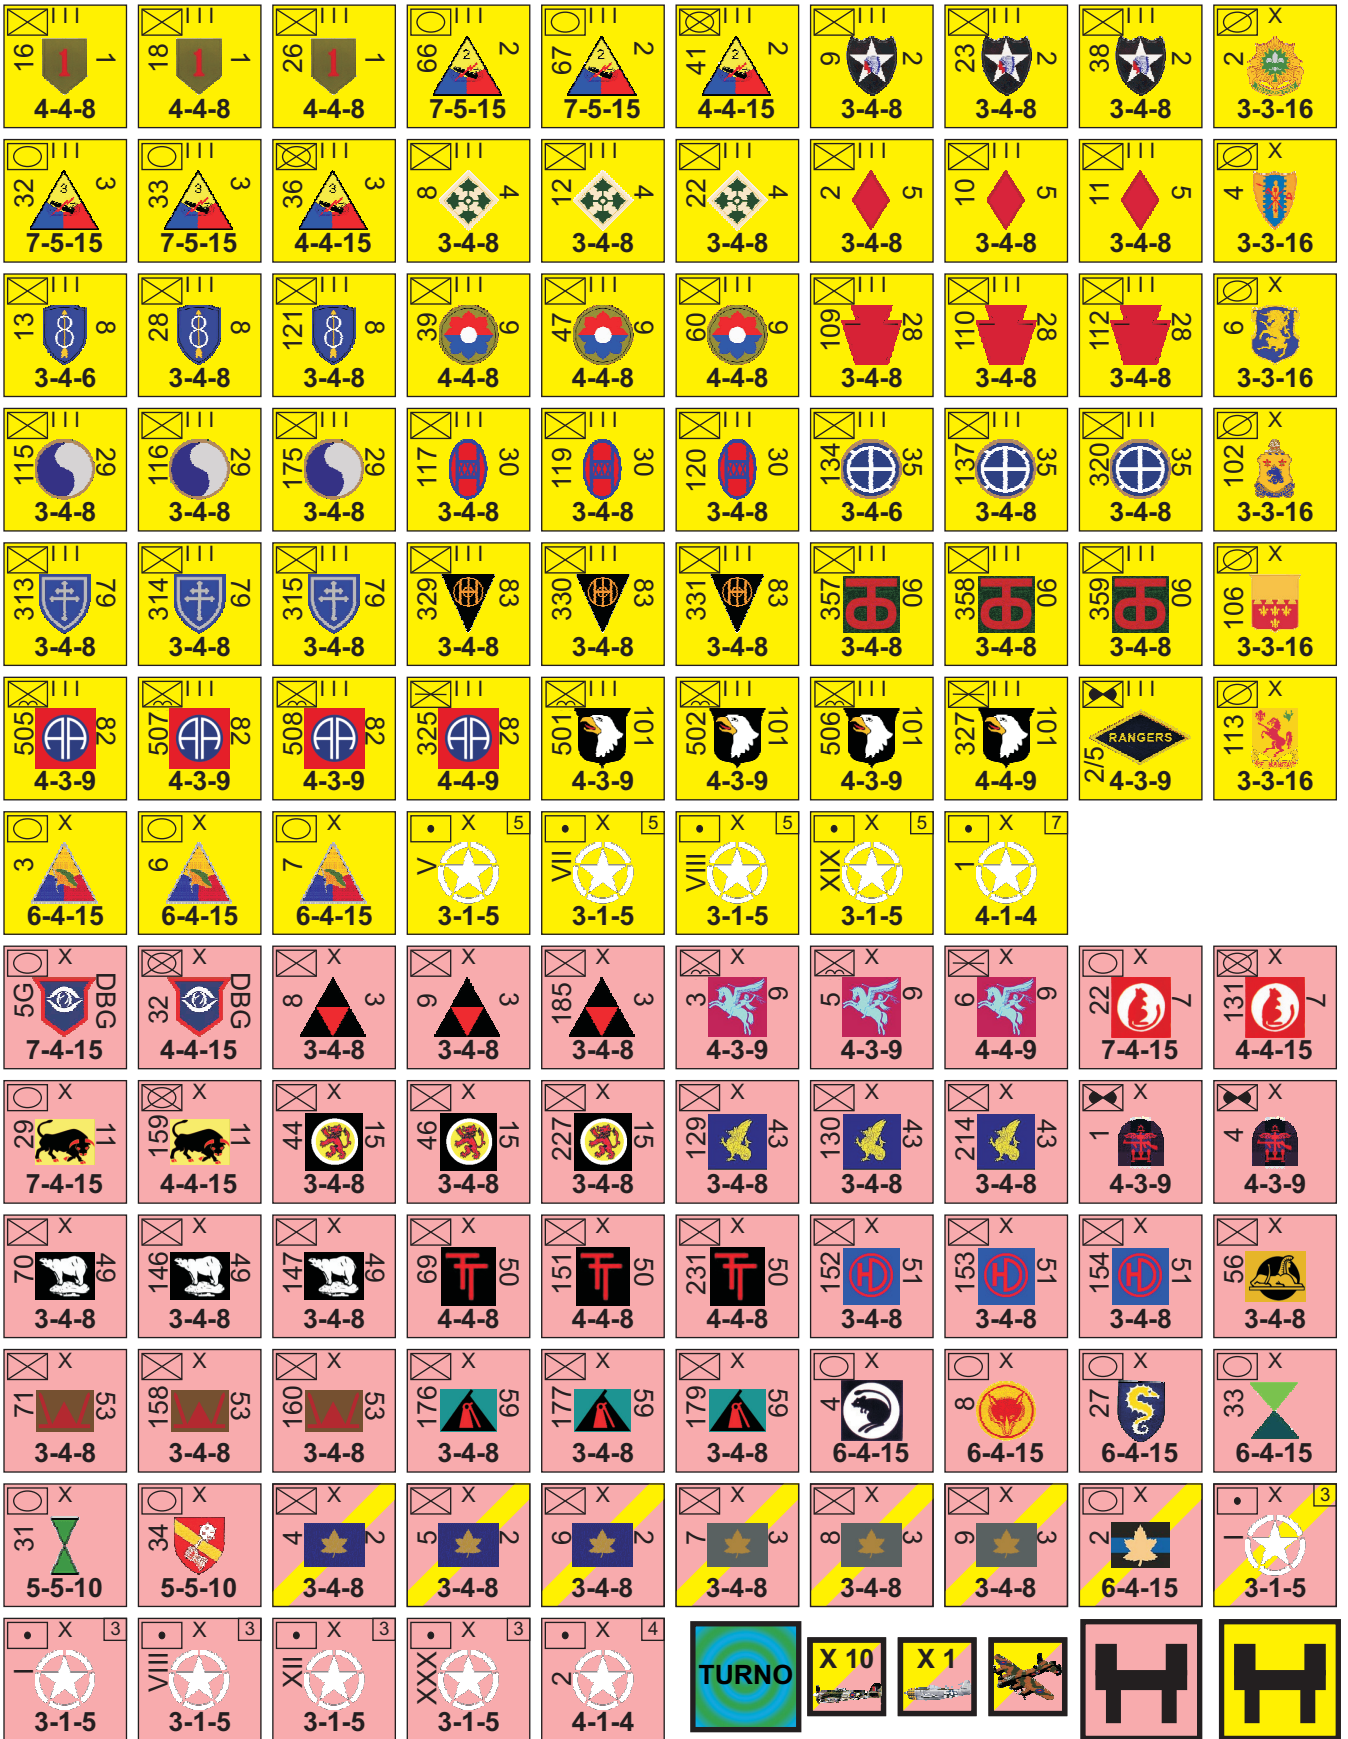 16 III 1 4-4-8
18 III 1 4-4-8
26 III 1 4-4-8
66 III 2 2 7-5-15
67 III 2 2 7-5-15
41 III 2 2 4-4-15
9 III 2 3-4-8
23 III 2 3-4-8
38 III 2 3-4-8
2 X 3-3-16
32 III 3 3 7-5-15
33 III 3 3 7-5-15
36 III 3 3 4-4-15
8 III 4 3-4-8
12 III 4 3-4-8
22 III 4 3-4-8
2 III 5 3-4-8
10 III 5 3-4-8
11 III 5 3-4-8
4 X 3-3-16
13 III 8 3-4-6
28 III 8 3-4-8
121 III 8 3-4-8
39 III 9 4-4-8
47 III 9 4-4-8
60 III 9 4-4-8
109 III 28 3-4-8
110 III 28 3-4-8
112 III 28 3-4-8
6 X 3-3-16
115 III 29 3-4-8
116 III 29 3-4-8
175 III 29 3-4-8
117 III 30 3-4-8
119 III 30 3-4-8
120 III 30 3-4-8
134 III 35 3-4-6
137 III 35 3-4-8
320 III 35 3-4-8
102 X 3-3-16
313 III 79 3-4-8
314 III 79 3-4-8
315 III 79 3-4-8
329 III 83 3-4-8
330 III 83 3-4-8
331 III 83 3-4-8
357 III 90 3-4-8
358 III 90 3-4-8
359 III 90 3-4-8
106 X 3-3-16
505 III 82 4-3-9
507 III 82 4-3-9
508 III 82 4-3-9
325 III 82 4-4-9
501 III 101 4-3-9
502 III 101 4-3-9
506 III 101 4-3-9
327 III 101 4-4-9
2/5 III RANGERS 4-3-9
113 X 3-3-16
3 X 6-4-15
6 X 6-4-15
7 X 6-4-15
V X 5 3-1-5
VII X 5 3-1-5
VIII X 5 3-1-5
XIX X 5 3-1-5
1 X 7 4-1-4
5G X DBG 7-4-15
32 X DBG 4-4-15
8 X 3 3-4-8
9 X 3 3-4-8
185 X 3 3-4-8
3 X 6 4-3-9
5 X 6 4-3-9
6 X 6 4-4-9
22 X 7 7-4-15
131 X 7 4-4-15
29 X 11 7-4-15
159 X 11 4-4-15
44 X 15 3-4-8
46 X 15 3-4-8
227 X 15 3-4-8
129 X 43 3-4-8
130 X 43 3-4-8
214 X 43 3-4-8
1 X 4-3-9
4 X 4-3-9
70 X 49 3-4-8
146 X 49 3-4-8
147 X 49 3-4-8
69 X 50 4-4-8
151 X 50 4-4-8
231 X 50 4-4-8
152 X 51 3-4-8
153 X 51 3-4-8
154 X 51 3-4-8
56 X 3-4-8
71 X 53 3-4-8
158 X 53 3-4-8
160 X 53 3-4-8
176 X 59 3-4-8
177 X 59 3-4-8
179 X 59 3-4-8
4 X 6-4-15
8 X 6-4-15
27 X 6-4-15
33 X 6-4-15
31 X 5-5-10
34 X 5-5-10
4 X 2 3-4-8
5 X 2 3-4-8
6 X 2 3-4-8
7 X 3 3-4-8
8 X 3 3-4-8
9 X 3 3-4-8
2 X 6-4-15
I X 3 3-1-5
I X 3 3-1-5
VIII X 3 3-1-5
XII X 3 3-1-5
XXX X 3 3-1-5
2 X 4 4-1-4
TURNO
X 10
X 1